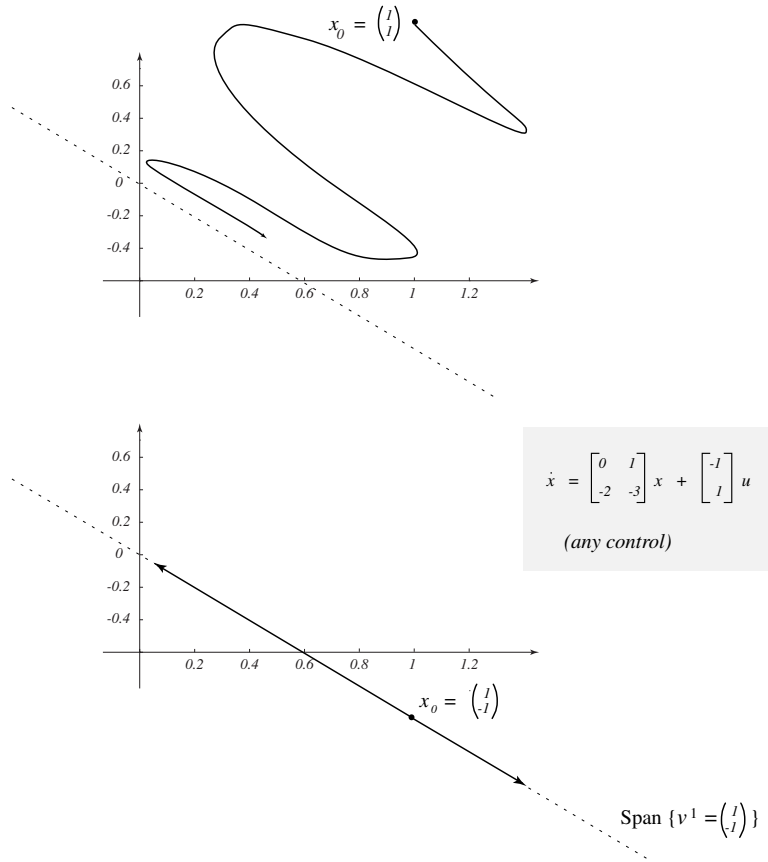 x_0 = (1 1)
0.6
0.4
0.2
0
-0.2
-0.4
0.2 0.4 0.6 0.8 1 1.2
0.6
0.4
0.2
0
-0.2
-0.4
0.2 0.4 0.6 0.8 1 1.2
ẋ = [0 1; -2 -3] x + [-1; 1] u
(any control)
x_0 = (1 -1)
Span {v^1 = (1 -1)}